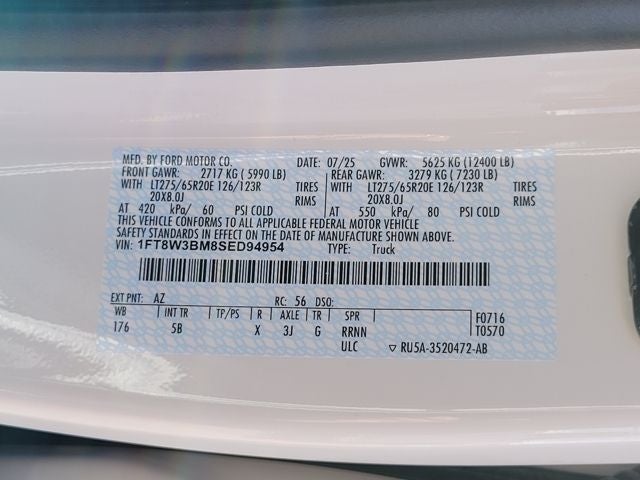 MFD. BY FORD MOTOR CO. DATE: 07/25 GVWR: 5625 KG (12400 LB)
FRONT GAWR: 2717 KG ( 5990 LB) REAR GAWR: 3279 KG ( 7230 LB)
WITH LT275/65R20E 126/123R TIRES WITH LT275/65R20E 126/123R TIRES
20X8.0J RIMS 20X8.0J RIMS
AT 420 kPa/ 60 PSI COLD AT 550 kPa/ 80 PSI COLD
THIS VEHICLE CONFORMS TO ALL APPLICABLE FEDERAL MOTOR VEHICLE
SAFETY STANDARDS IN EFFECT ON THE DATE OF MANUFACTURE SHOWN ABOVE.
VIN: 1FT8W3BM8SED94954 TYPE: Truck
EXT PNT: AZ RC: 56 DSO:
WB INT TR TP/PS R AXLE TR SPR F0716
176 5B X 3J G RRNN T0570
ULC ▽ RU5A-3520472-AB